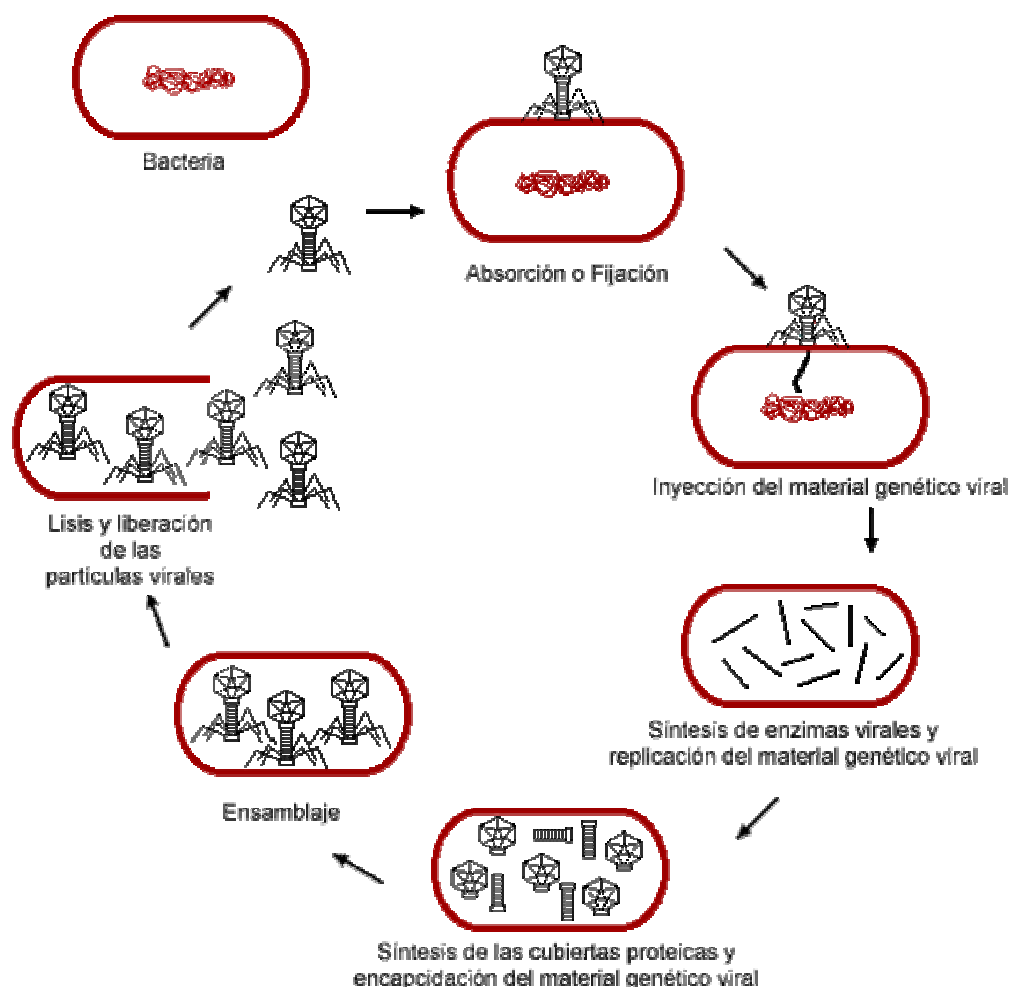 Bacteria
Absorción o Fijación
Inyección del material genético viral
Síntesis de enzimas virales y
replicación del material genético viral
Síntesis de las cubiertas proteicas y
encapcidación del material genético viral
Ensamblaje
Lisis y liberación
de las
partículas virales